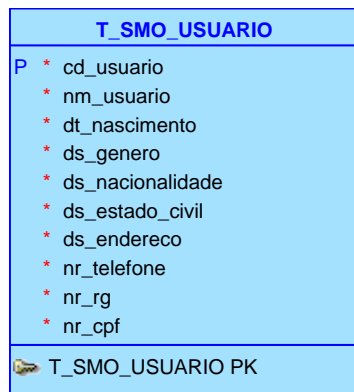 T_SMO_USUARIO
P * cd_usuario
* nm_usuario
* dt_nascimento
* ds_genero
* ds_nacionalidade
* ds_estado_civil
* ds_endereco
* nr_telefone
* nr_rg
* nr_cpf
T_SMO_USUARIO PK